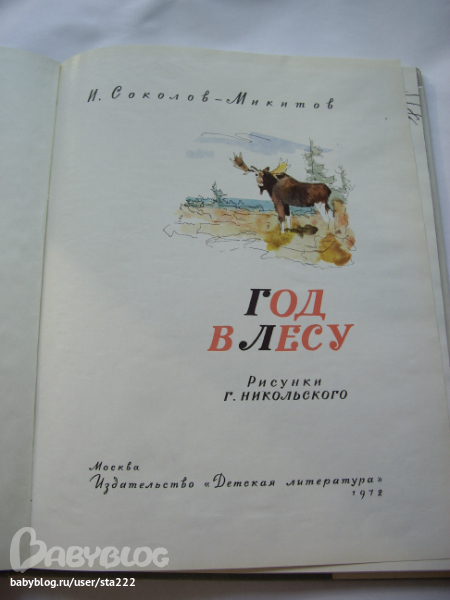 И. Соколов-Микитов
ГОД
В ЛЕСУ
Рисунки
Г. НИКОЛЬСКОГО
Москва
Издательство «Детская литература»
1972
BABYBLOG
babyblog.ru/user/sta222